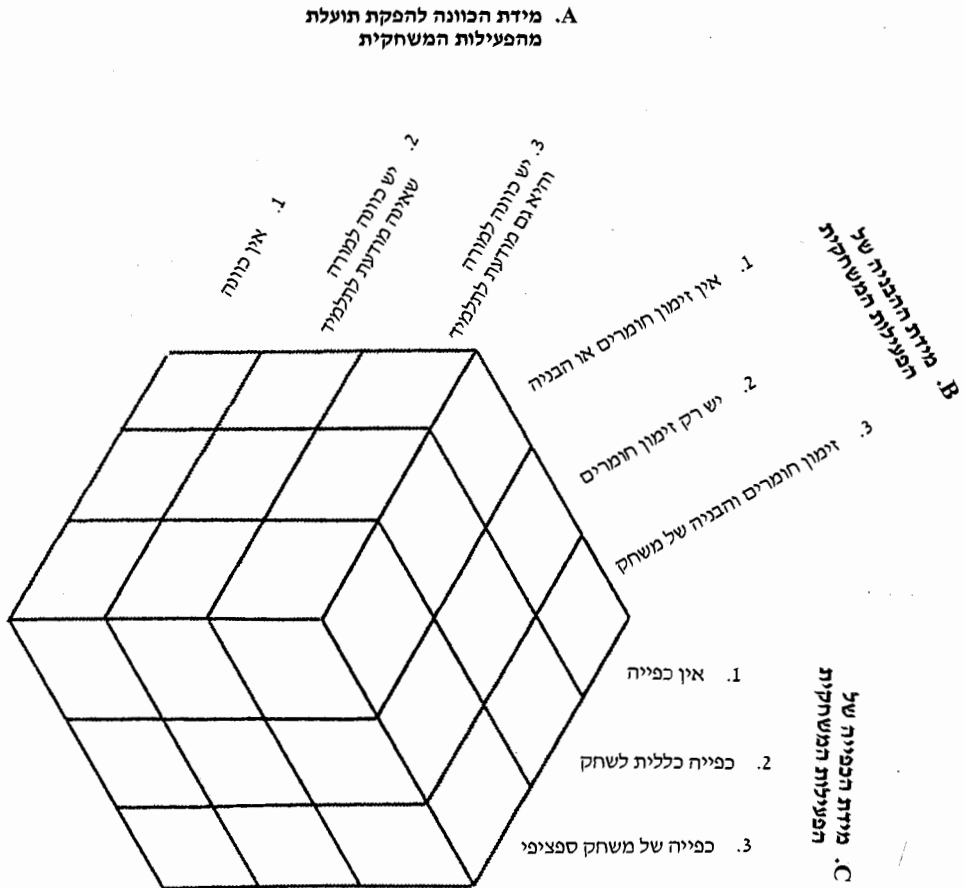 A. מידת הכוונה להפקת תועלת
מהפעילות המשחקית
1. אין כוונה
2. יש כוונה למורה
שאינה מודעת לתלמיד
3. יש כוונה למורה
והיא גם מודעת לתלמיד
B. מידת ההבניה של
הפעילות המשחקית
1. אין זימון חומרים או הבניה
2. יש רק זימון חומרים
3. זימון חומרים והבניה של משחק
C. מידת הכפייה של
הפעילות המשחקית
1. אין כפייה
2. כפייה כללית לשחק
3. כפייה של משחק ספציפי